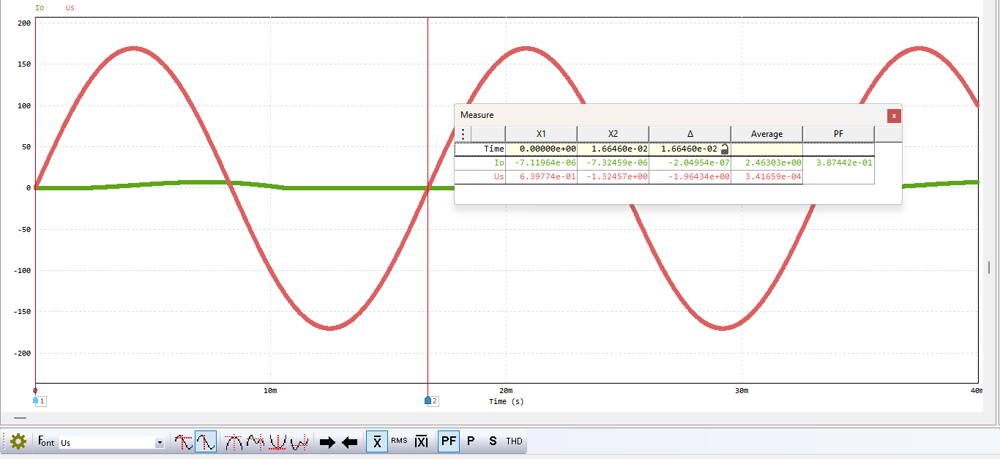 Io Us
200
150
100
50
0
-50
-100
-150
-200
0 10m 20m 30m 40m
Time (s)
1 2
Measure x
X1 X2 Δ Average PF
Time 0.00000e+00 1.66460e-02 1.66460e-02
Io -7.11964e-06 -7.32459e-06 -2.04954e-07 2.46303e+00 3.87442e-01
Us 6.39774e-01 -1.32457e+00 -1.96434e+00 3.41659e-04
Font Us X RMS |X| PF P S THD